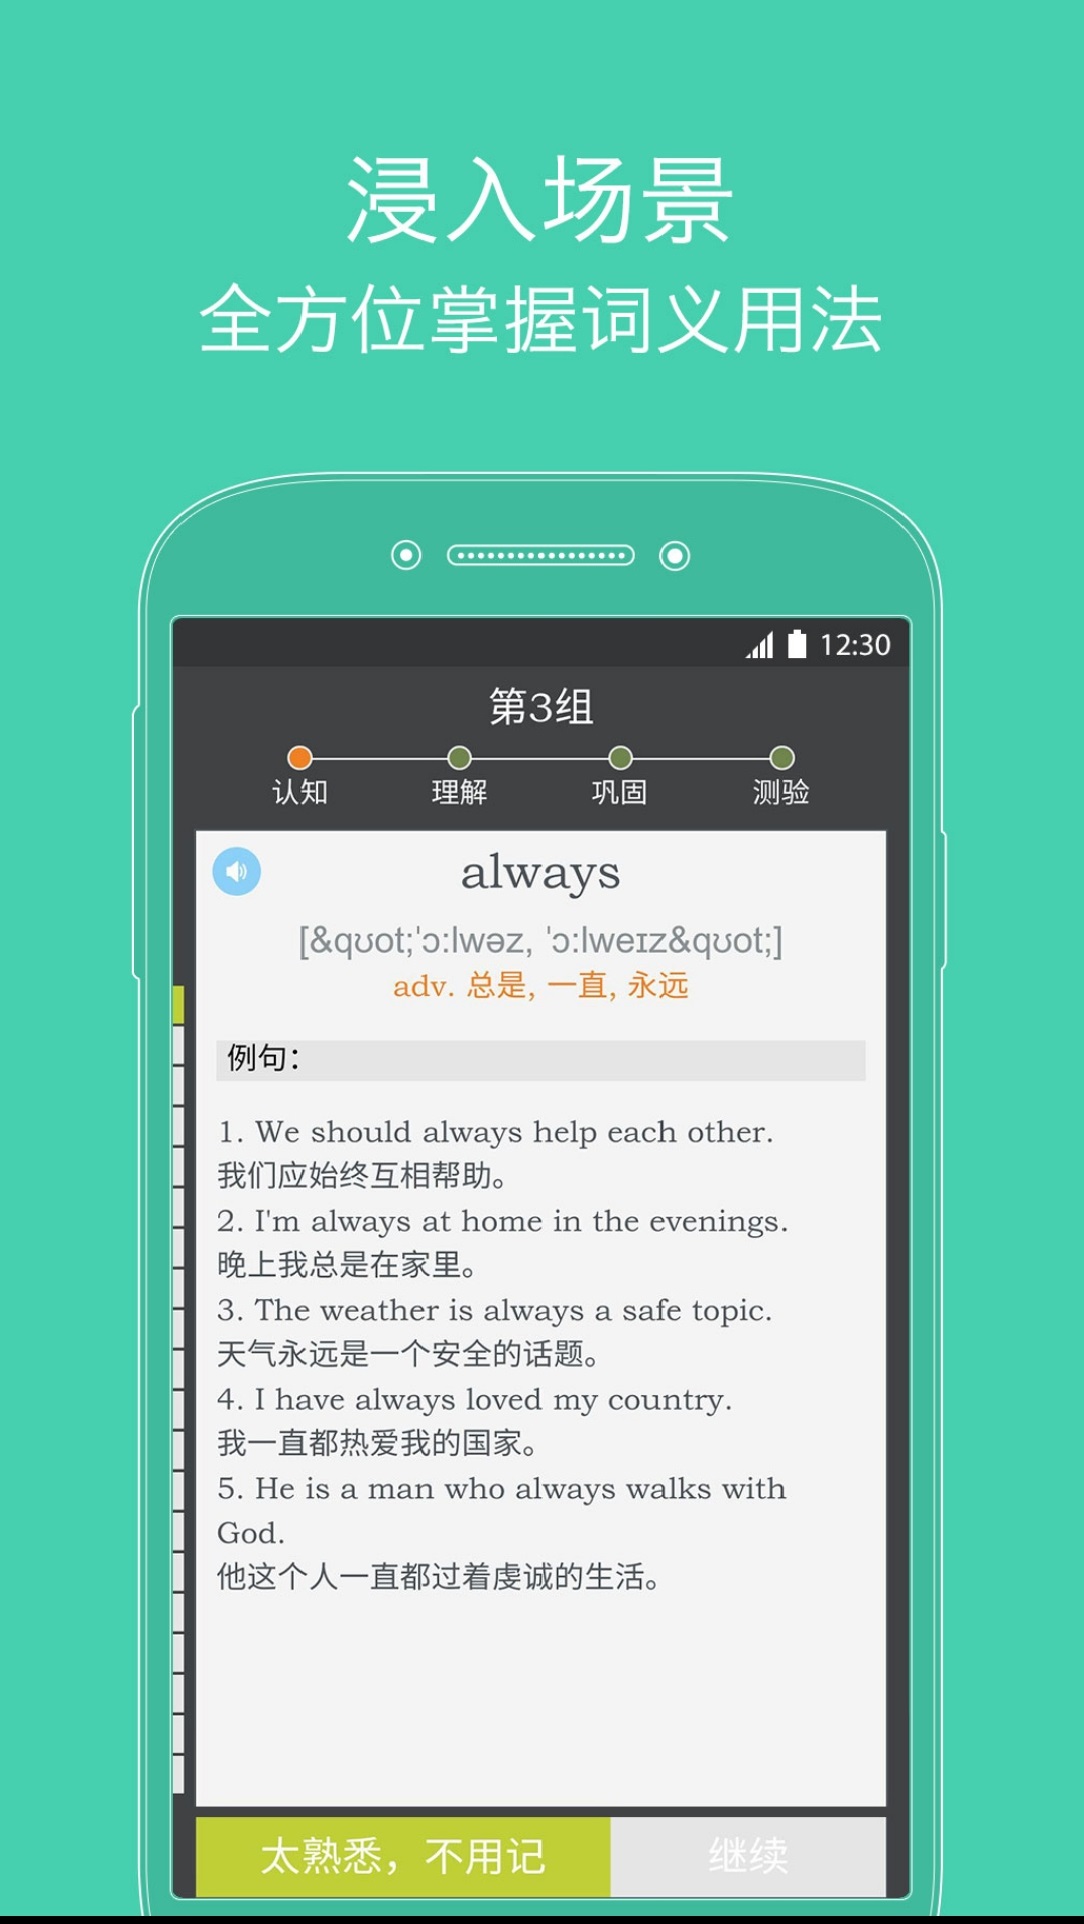 浸入场景
全方位掌握词义用法
12:30
第3组
认知 理解 巩固 测验
always
[&qʊot;'ɔ:lwəz, 'ɔ:lweɪz&qʊot;]
adv. 总是, 一直, 永远
例句：
1. We should always help each other.
我们应始终互相帮助。
2. I'm always at home in the evenings.
晚上我总是在家里。
3. The weather is always a safe topic.
天气永远是一个安全的话题。
4. I have always loved my country.
我一直都热爱我的国家。
5. He is a man who always walks with
God.
他这个人一直都过着虔诚的生活。
太熟悉，不用记 继续